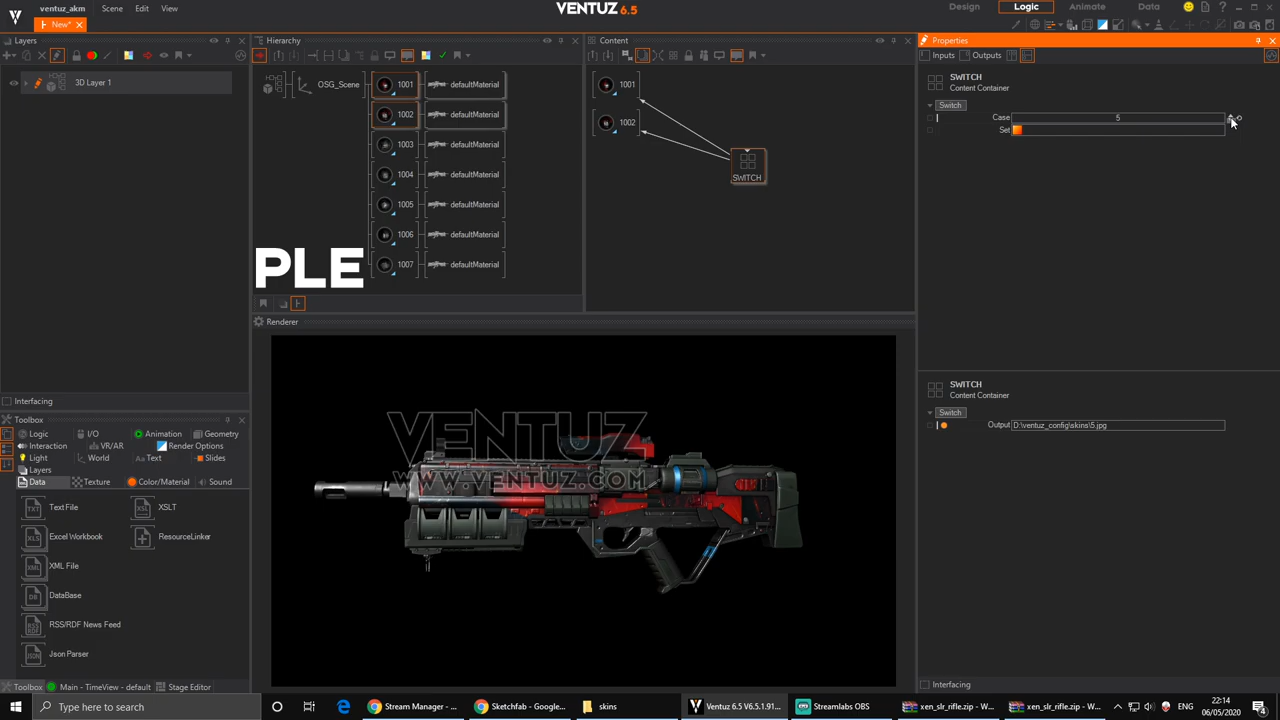 ventuz_akm
Scene
Edit
View
VENTUZ 6.5
Design
Logic
Animate
Data
New*
Layers
3D Layer 1
Interfacing
Toolbox
Logic
I/O
Animation
Geometry
Interaction
VR/AR
Render Options
Light
World
Text
Slides
Layers
Data
Texture
Color/Material
Sound
Text File
XSLT
Excel Workbook
ResourceLinker
XML File
DataBase
RSS/RDF News Feed
Json Parser
Toolbox
Main - TimeView - default
Stage Editor
Hierarchy
OSG_Scene
1001 defaultMaterial
1002 defaultMaterial
1003 defaultMaterial
1004 defaultMaterial
1005 defaultMaterial
1006 defaultMaterial
1007 defaultMaterial
PLE
Content
1001
1002
SWITCH
Renderer
VENTUZ
WWW.VENTUZ.COM
Properties
Inputs
Outputs
SWITCH
Content Container
Switch
Case 5
Set
SWITCH
Content Container
Switch
Output D:\ventuz_config\skins\5.jpg
Interfacing
Type here to search
Stream Manager - ...
Sketchfab - Google...
skins
Ventuz 6.5 V6.5.1.91...
Streamlabs OBS
xen_slr_rifle.zip - W...
xen_slr_rifle.zip - W...
22:14
06/05/2020